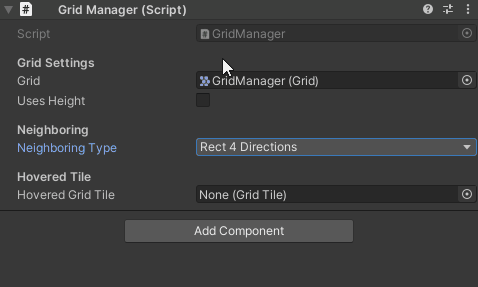 Grid Manager (Script)
Script GridManager
Grid Settings
Grid GridManager (Grid)
Uses Height
Neighboring
Neighboring Type Rect 4 Directions
Hovered Tile
Hovered Grid Tile None (Grid Tile)
Add Component